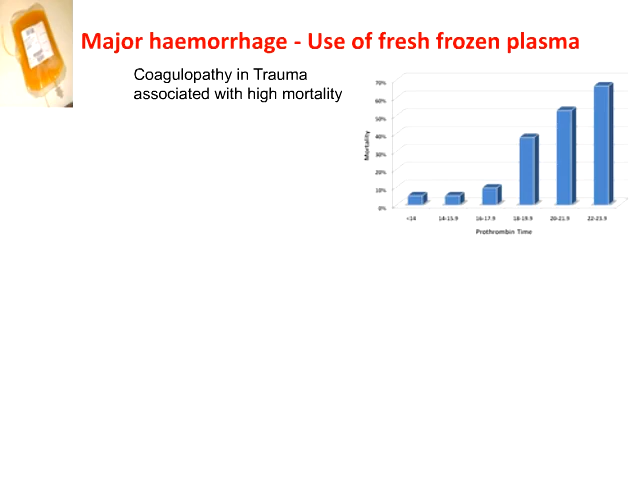 Major haemorrhage - Use of fresh frozen plasma
Coagulopathy in Trauma
associated with high mortality
70%
60%
50%
40%
30%
20%
10%
0%
Mortality
<14 14-15.9 16-17.9 18-19.9 20-21.9 22-23.9
Prothrombin Time